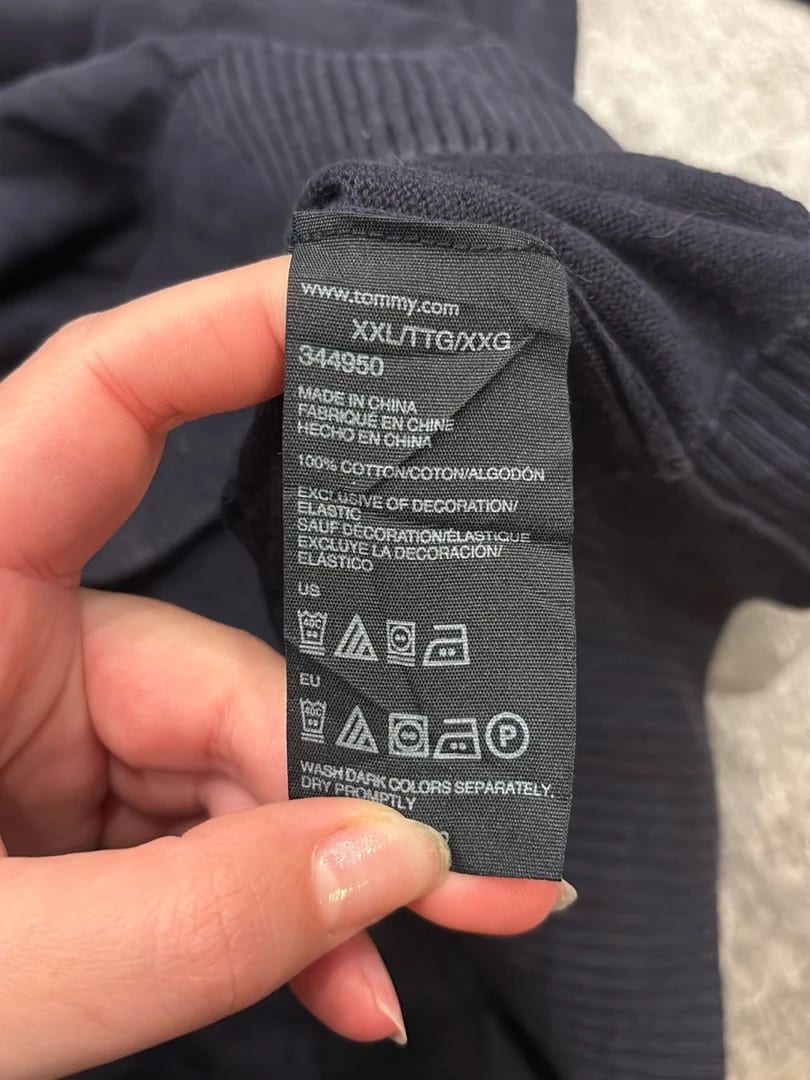 www.tommy.com
XXL/TTG/XXG
344950
MADE IN CHINA
FABRIQUÉ EN CHINE
HECHO EN CHINA
100% COTTON/COTON/ALGODÓN
EXCLUSIVE OF DECORATION/
ELASTIC
SAUF DÉCORATION/ÉLASTIQUE
EXCLUYE LA DECORACIÓN/
ELÁSTICO
US
40C
EU
40C
P
WASH DARK COLORS SEPARATELY.
DRY PROMPTLY